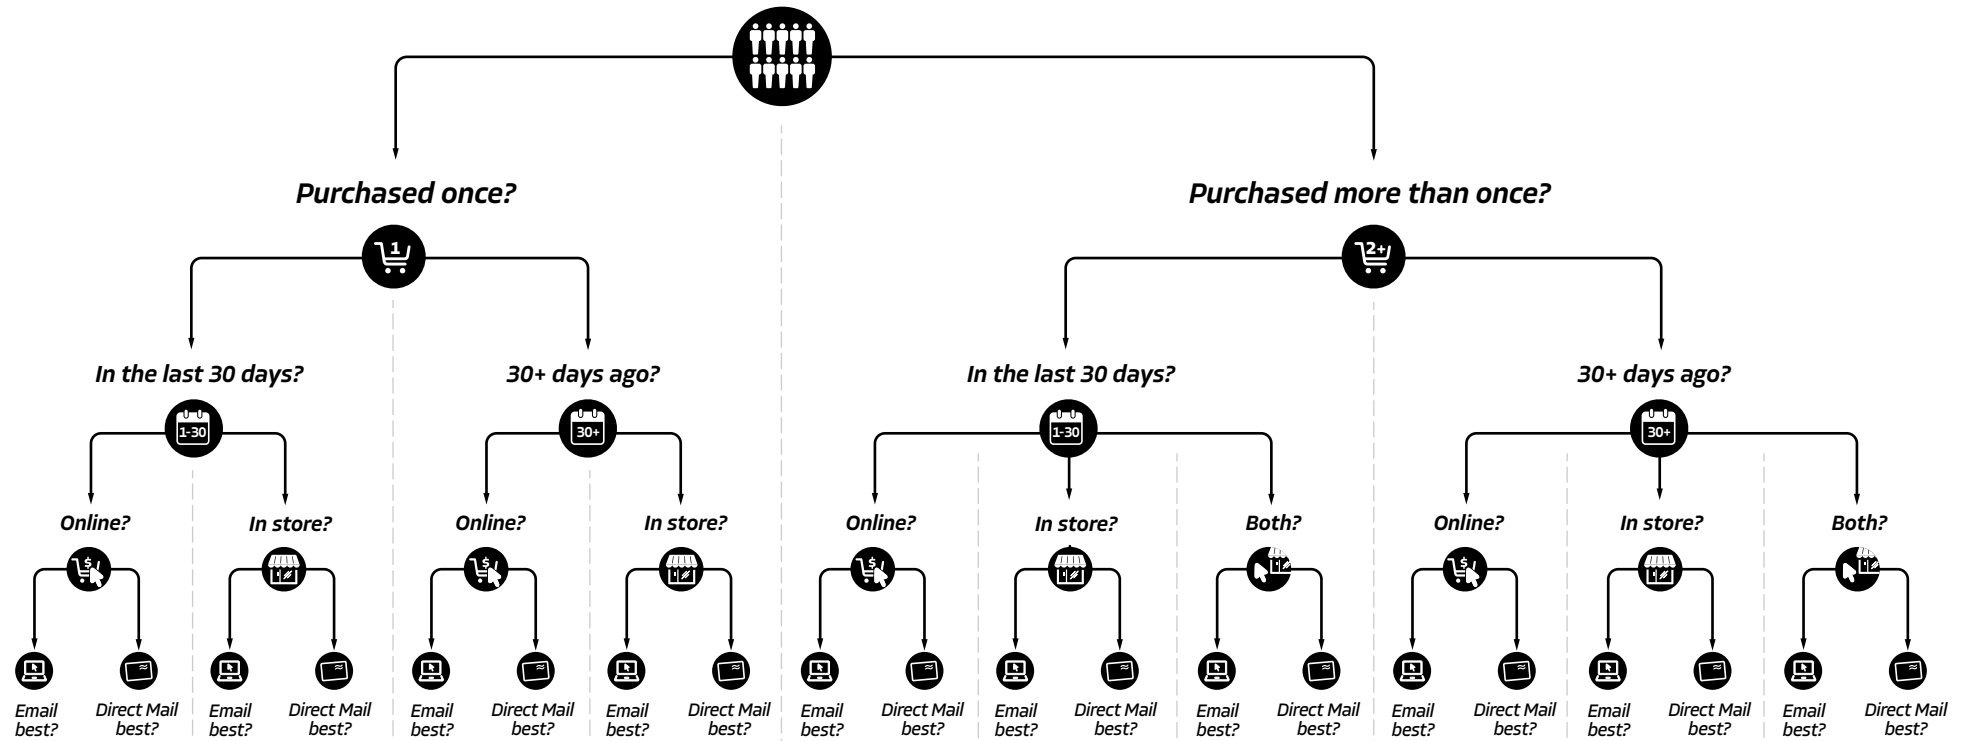 Purchased once?
Purchased more than once?
1
2+
In the last 30 days?
30+ days ago?
In the last 30 days?
30+ days ago?
1-30
30+
1-30
30+
Online?
In store?
Online?
In store?
Online?
In store?
Both?
Online?
In store?
Both?
$
$
$
$
Email
best?
Direct Mail
best?
Email
best?
Direct Mail
best?
Email
best?
Direct Mail
best?
Email
best?
Direct Mail
best?
Email
best?
Direct Mail
best?
Email
best?
Direct Mail
best?
Email
best?
Direct Mail
best?
Email
best?
Direct Mail
best?
Email
best?
Direct Mail
best?
Email
best?
Direct Mail
best?